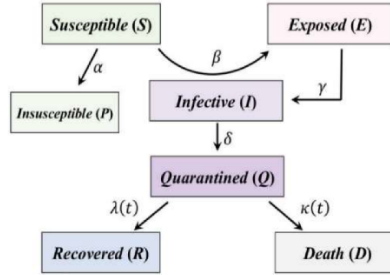 Susceptible (S)
Exposed (E)
α
β
γ
Insusceptible (P)
Infective (I)
δ
Quarantined (Q)
λ(t)
κ(t)
Recovered (R)
Death (D)